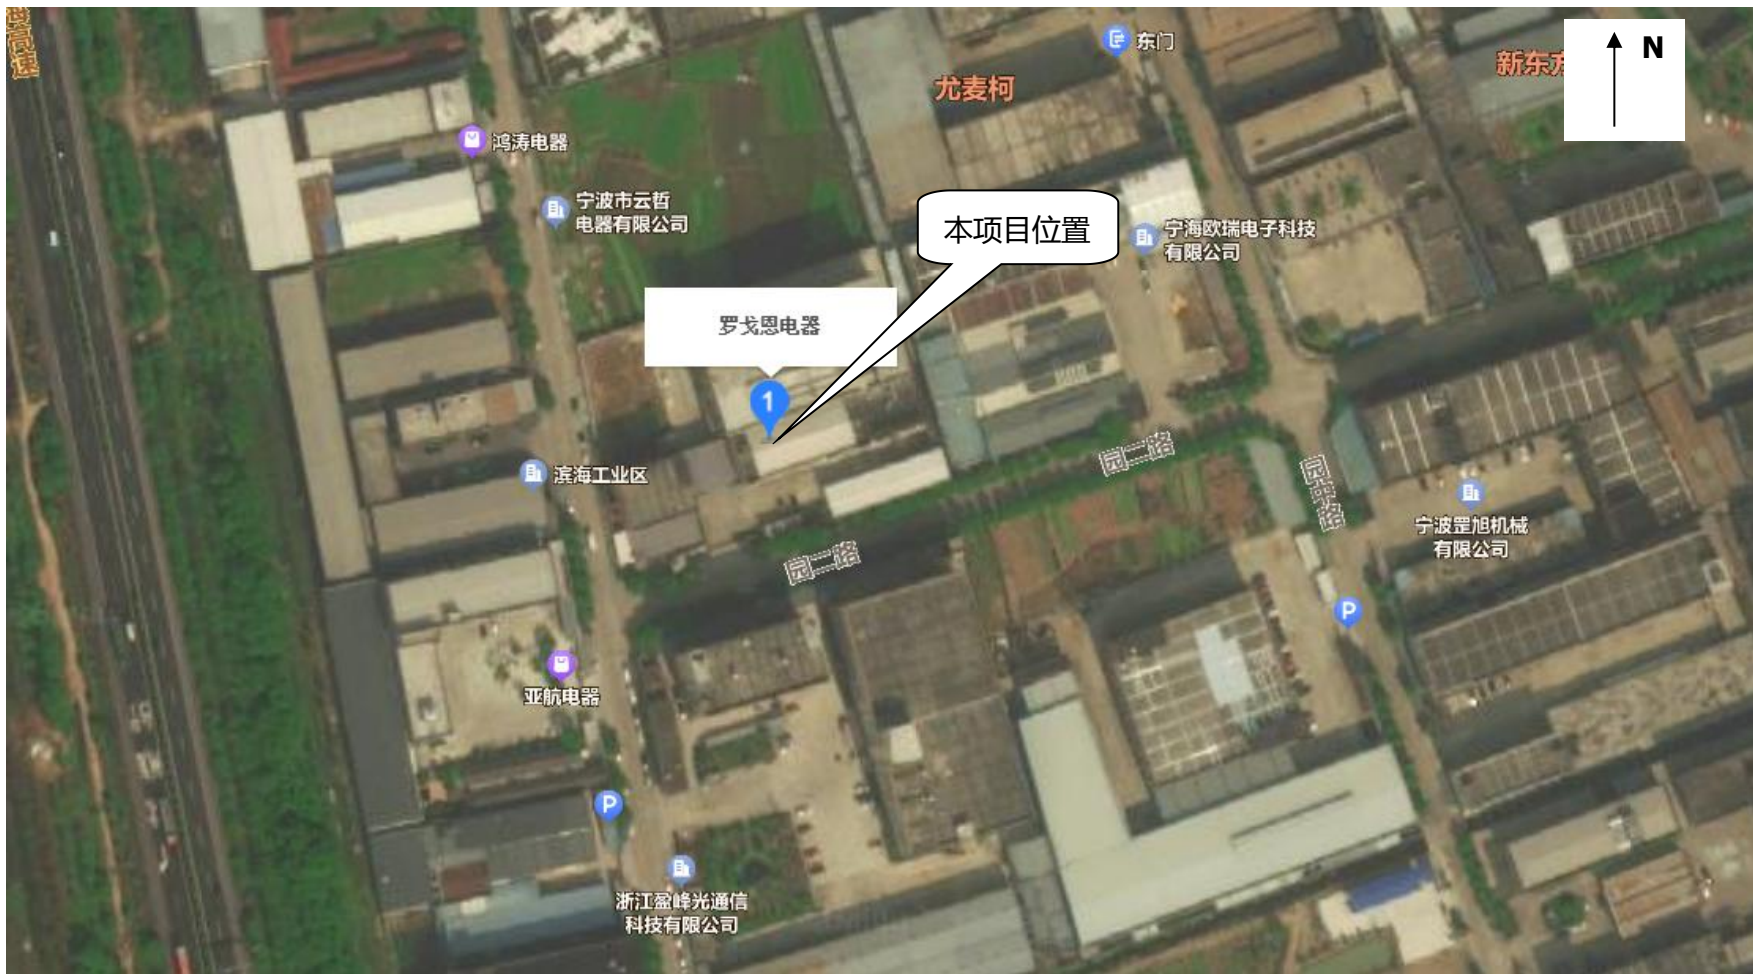 高速
东门
N
尤麦柯
新东方
鸿涛电器
宁波市云哲
电器有限公司
本项目位置
宁海欧瑞电子科技
有限公司
罗戈恩电器
1
园二路
滨海工业区
园中路
宁波罡旭机械
有限公司
园二路
P
亚航电器
P
浙江盈峰光通信
科技有限公司